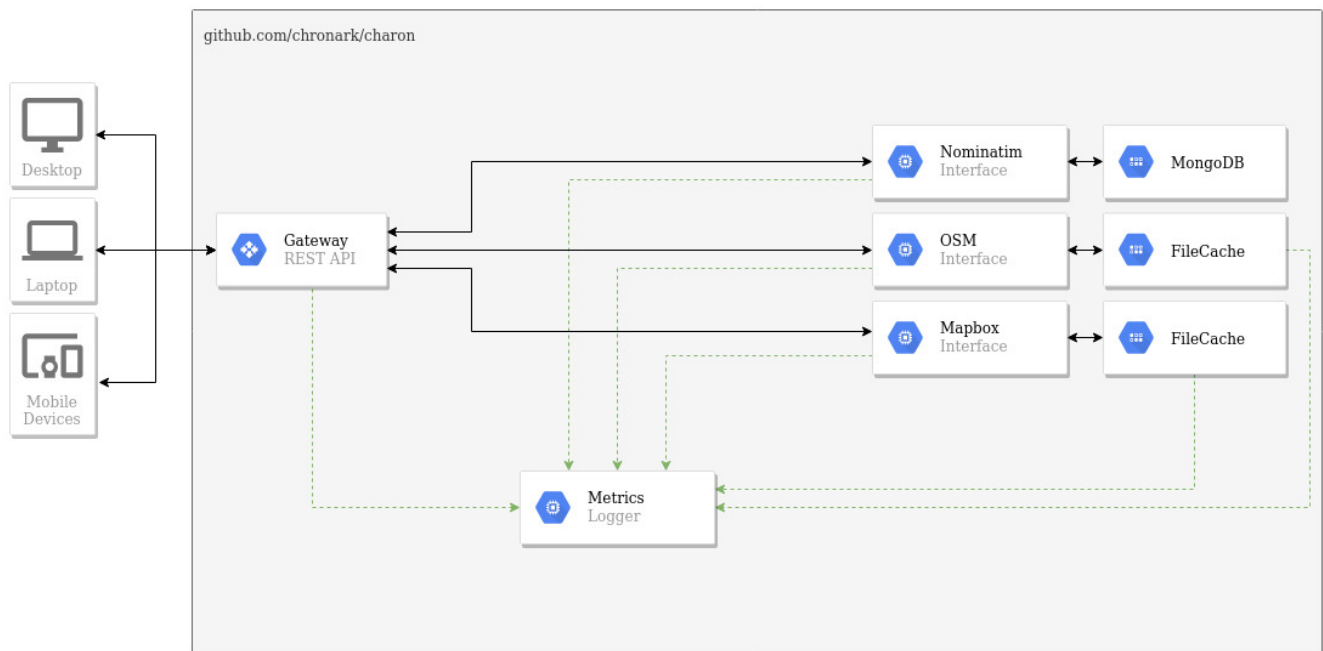 github.com/chronark/charon
Desktop
Laptop
Mobile
Devices
Gateway
REST API
Nominatim
Interface
MongoDB
OSM
Interface
FileCache
Mapbox
Interface
FileCache
Metrics
Logger